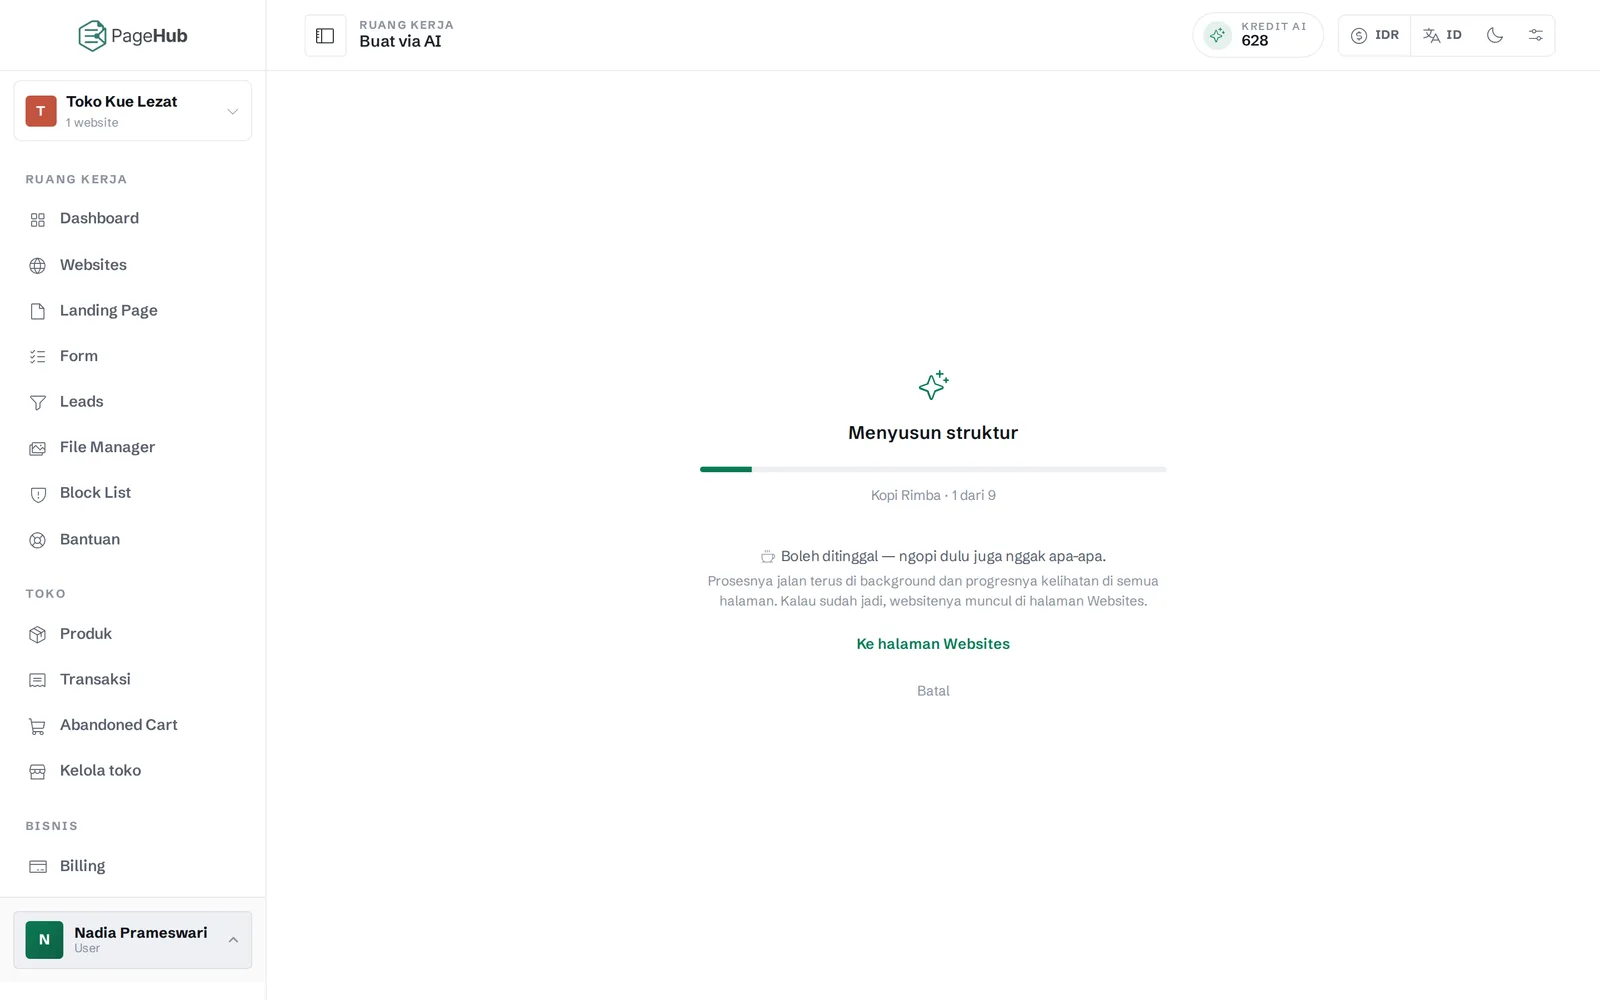 PageHub
RUANG KERJA
Buat via AI
KREDIT AI
628
IDR
ID
T
Toko Kue Lezat
1 website
RUANG KERJA
Dashboard
Websites
Landing Page
Form
Leads
File Manager
Block List
Bantuan
TOKO
Produk
Transaksi
Abandoned Cart
Kelola toko
BISNIS
Billing
N
Nadia Prameswari
User
Menyusun struktur
Kopi Rimba · 1 dari 9
Boleh ditinggal — ngopi dulu juga nggak apa-apa.
Prosesnya jalan terus di background dan progresnya kelihatan di semua
halaman. Kalau sudah jadi, websitenya muncul di halaman Websites.
Ke halaman Websites
Batal